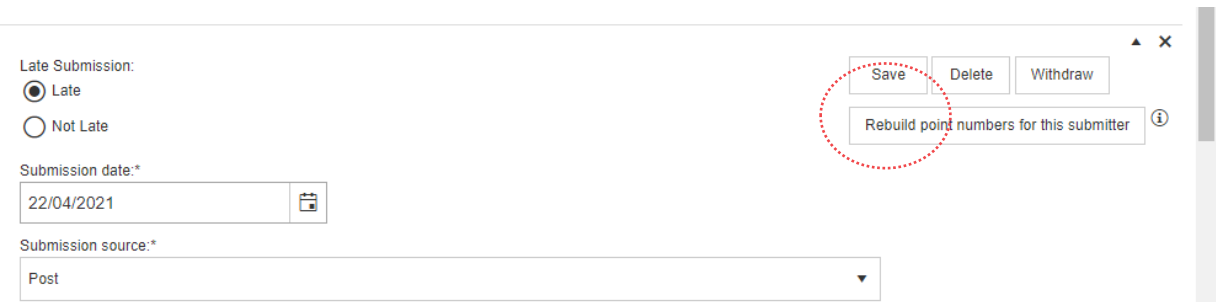 Late Submission:
Late
Not Late
Save Delete Withdraw
Rebuild point numbers for this submitter
Submission date:*
22/04/2021
Submission source:*
Post